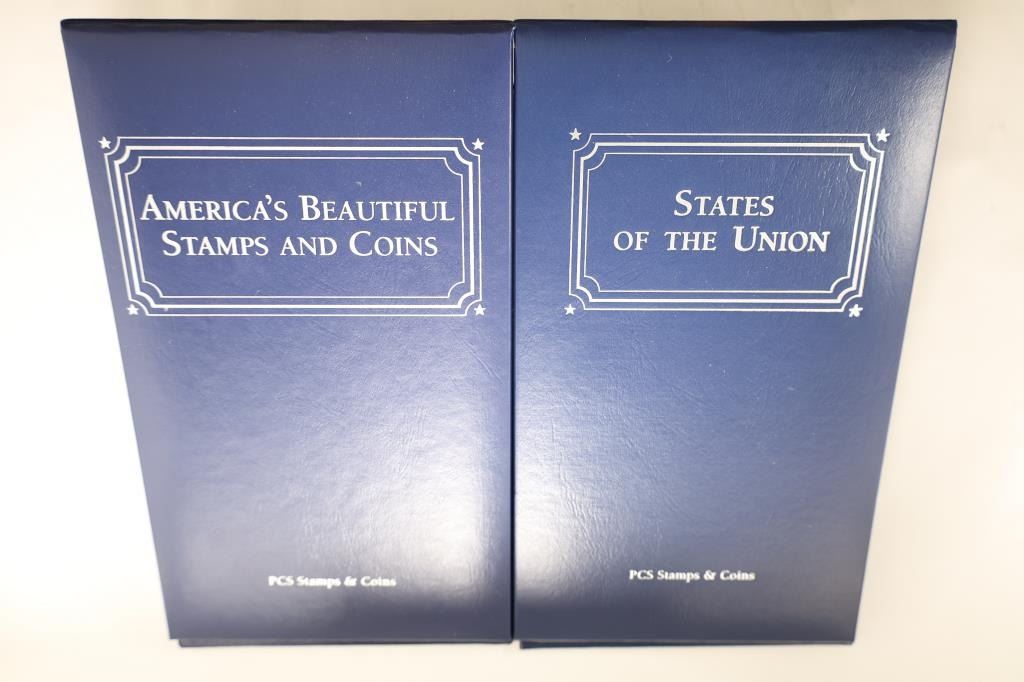 AMERICA'S BEAUTIFUL
STAMPS AND COINS
PCS Stamps & Coins
STATES
OF THE UNION
PCS Stamps & Coins